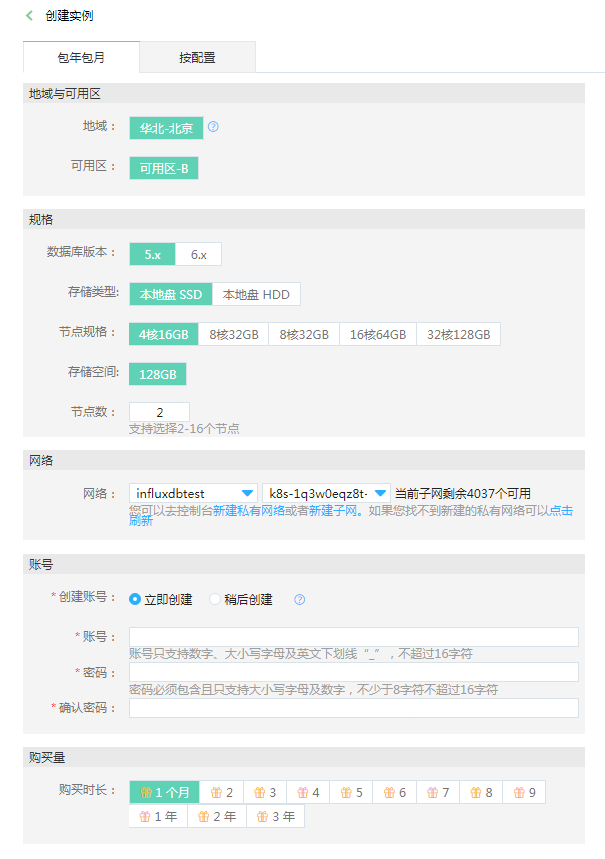 创建实例
包年包月 按配置
地域与可用区
地域： 华北-北京
可用区： 可用区-B
规格
数据库版本： 5.x 6.x
存储类型: 本地盘 SSD 本地盘 HDD
节点规格： 4核16GB 8核32GB 8核32GB 16核64GB 32核128GB
存储空间: 128GB
节点数： 2
支持选择2-16个节点
网络
网络： influxdbtest k8s-1q3w0eqz8t- 当前子网剩余4037个可用
您可以去控制台新建私有网络或者新建子网。如果您找不到新建的私有网络可以点击
刷新
账号
* 创建账号： 立即创建 稍后创建
* 账号：
账号只支持数字、大小写字母及英文下划线“_”，不超过16字符
* 密码：
密码必须包含且只支持大小写字母及数字，不少于8字符不超过16字符
* 确认密码：
购买量
购买时长： 1 个月 2 3 4 5 6 7 8 9
1 年 2 年 3 年